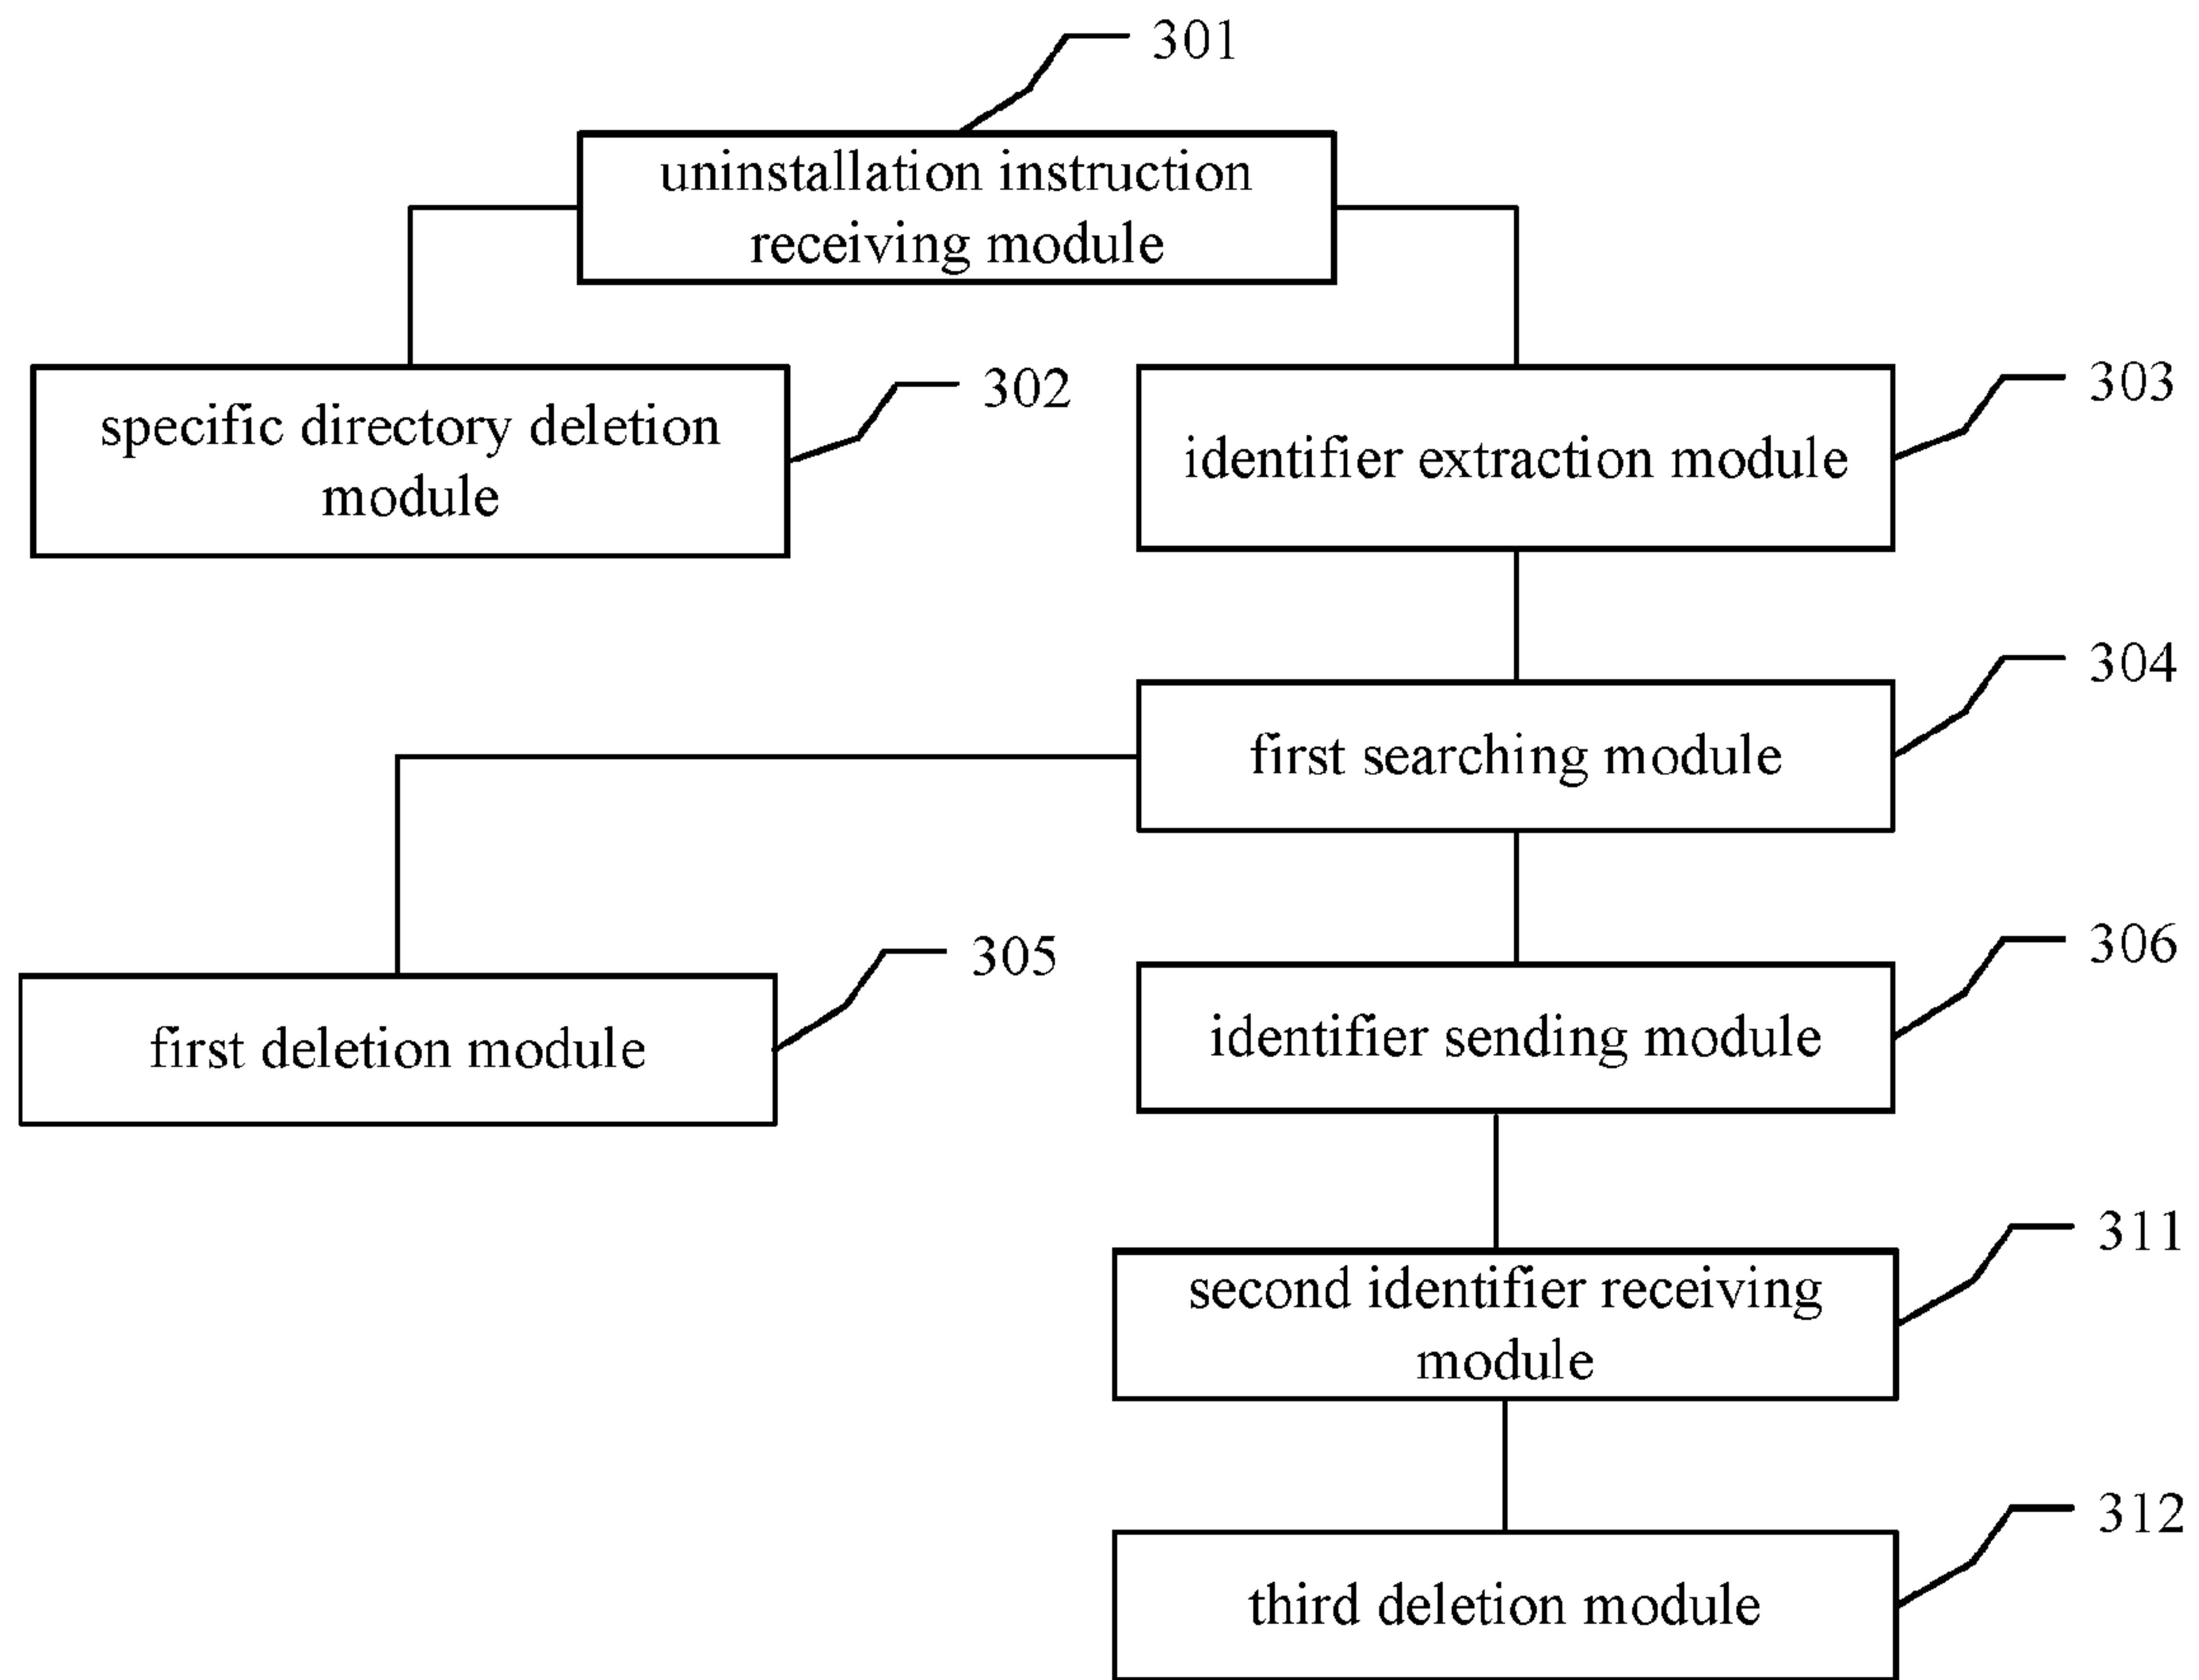 301
uninstallation instruction
receiving module
302
specific directory deletion
module
303
identifier extraction module
304
first searching module
305
first deletion module
306
identifier sending module
311
second identifier receiving
module
312
third deletion module